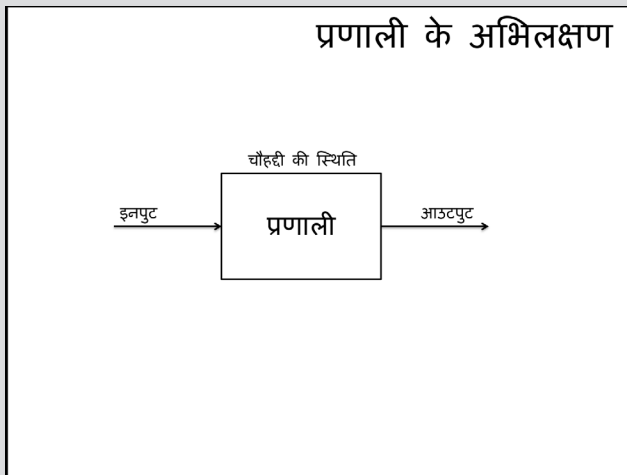 प्रणाली के अभिलक्षण
चौहद्दी की स्थिति
इनपुट
प्रणाली
आउटपुट